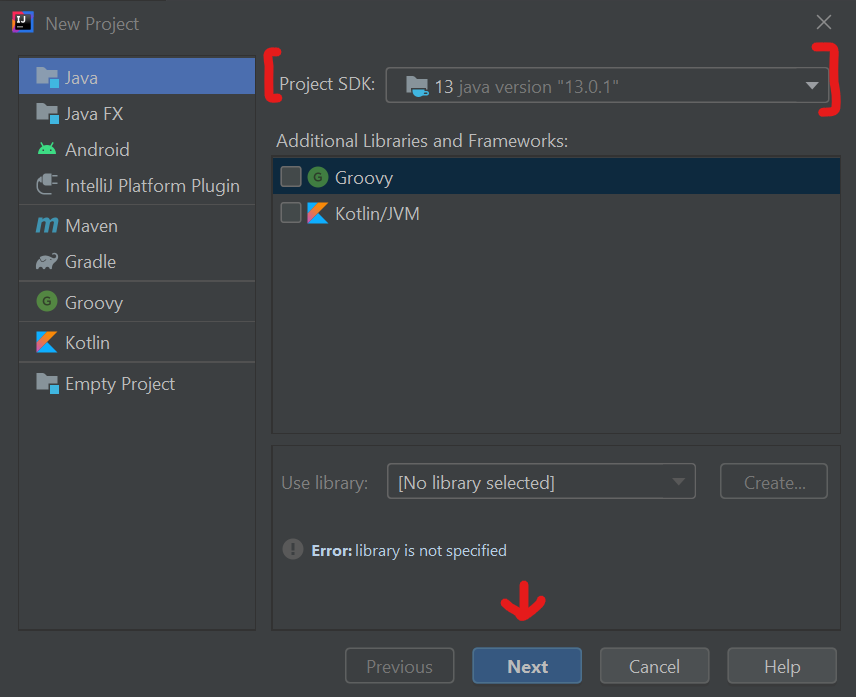 New Project
Java
Java FX
Android
IntelliJ Platform Plugin
Maven
Gradle
Groovy
Kotlin
Empty Project
Project SDK: 13 java version "13.0.1"
Additional Libraries and Frameworks:
Groovy
Kotlin/JVM
Use library: [No library selected] Create...
Error: library is not specified
Previous Next Cancel Help